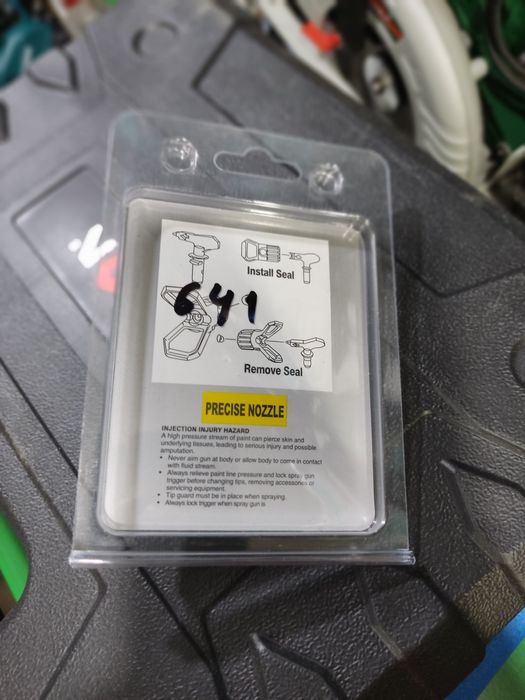 Install Seal
641
Remove Seal
PRECISE NOZZLE
INJECTION INJURY HAZARD
A high pressure stream of paint can pierce skin and
underlying tissues, leading to serious injury and possible
amputation.
• Never aim gun at body or allow body to come in contact
with fluid stream.
• Always relieve paint line pressure and lock spray gun
trigger before changing tips, removing accessories or
servicing equipment.
• Tip guard must be in place when spraying.
• Always lock trigger when spray gun is